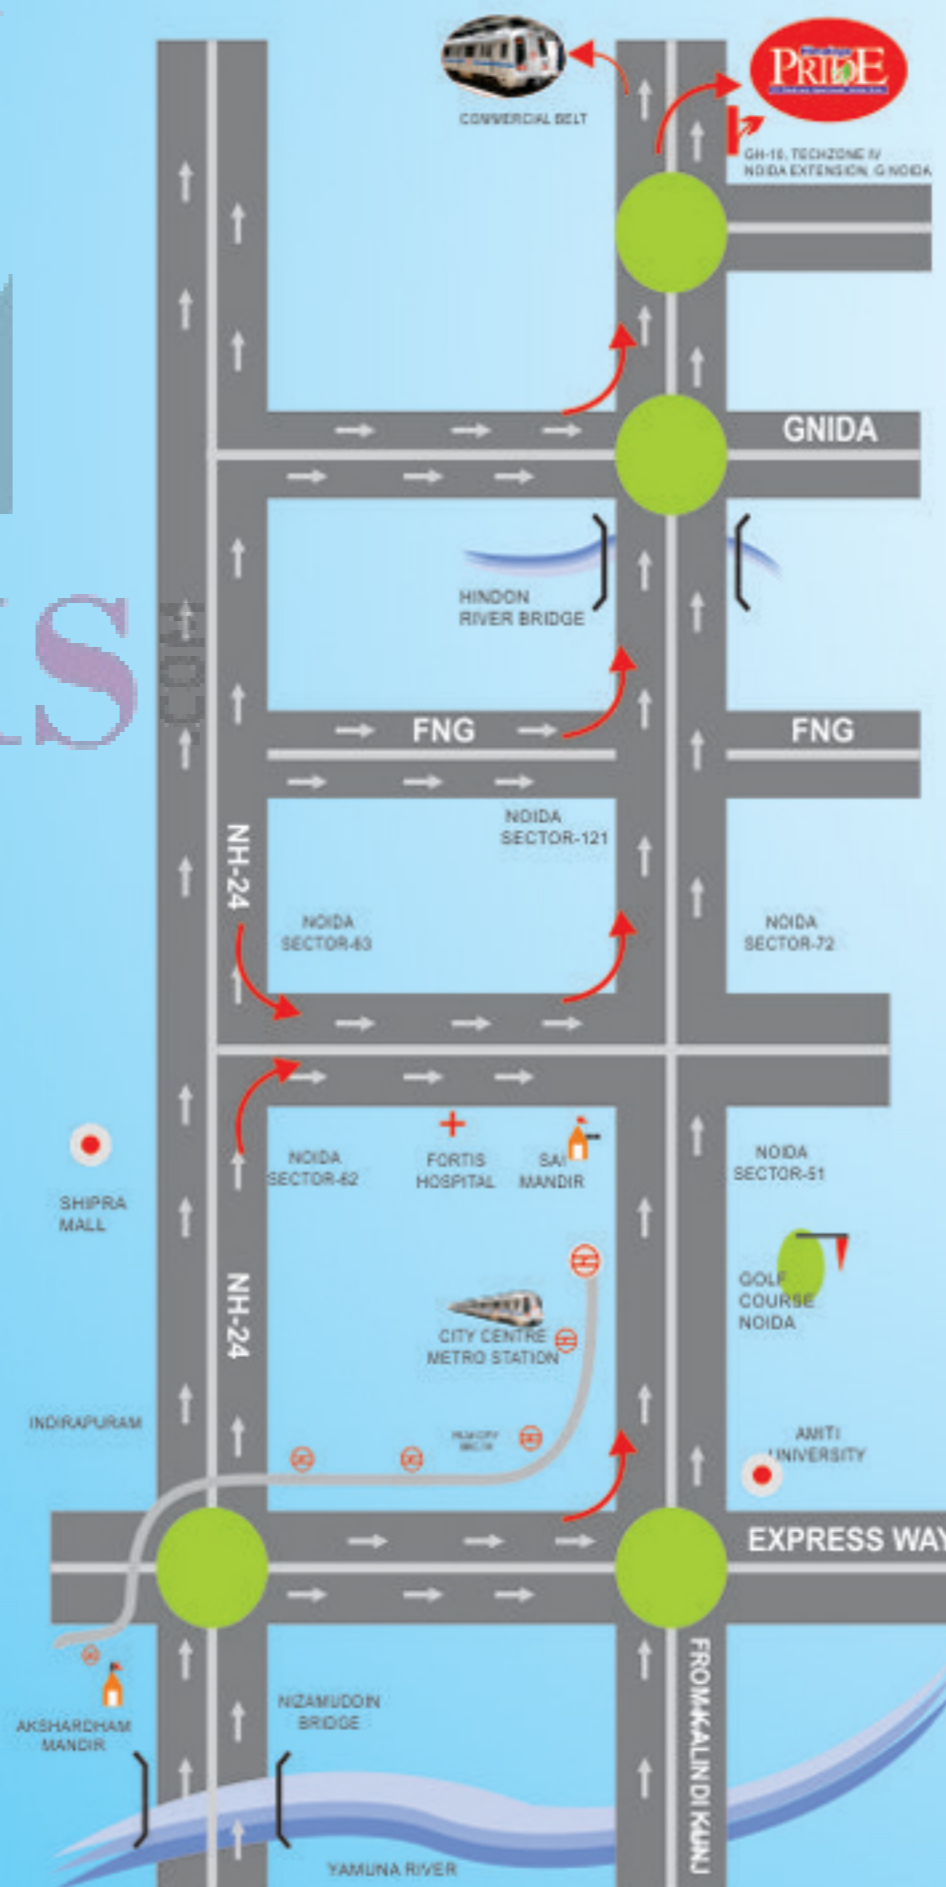 PRIDE
COMMERCIAL BELT
GH-10, TECHZONE IV
NOIDA EXTENSION, G NOIDA
GNIDA
HINDON
RIVER BRIDGE
FNG
FNG
NOIDA
SECTOR-121
NH-24
NOIDA
SECTOR-63
NOIDA
SECTOR-72
NOIDA
SECTOR-62
FORTIS
HOSPITAL
SAI
MANDIR
NOIDA
SECTOR-51
SHIPRA
MALL
NH-24
GOLF
COURSE
NOIDA
CITY CENTRE
METRO STATION
INDIRAPURAM
AMITI
UNIVERSITY
EXPRESS WAY
AKSHARDHAM
MANDIR
NIZAMUDDIN
BRIDGE
FROM KALINDI KUNJ
YAMUNA RIVER